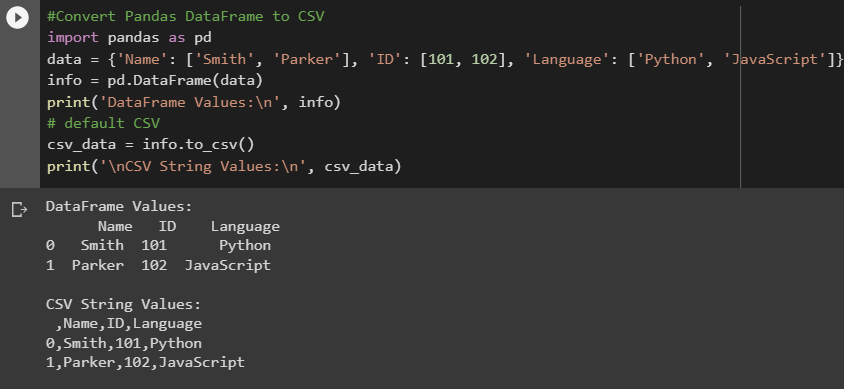 #Convert Pandas DataFrame to CSV
import pandas as pd
data = {'Name': ['Smith', 'Parker'], 'ID': [101, 102], 'Language': ['Python', 'JavaScript']}
info = pd.DataFrame(data)
print('DataFrame Values:\n', info)
# default CSV
csv_data = info.to_csv()
print('\nCSV String Values:\n', csv_data)
DataFrame Values:
      Name   ID    Language
0   Smith  101      Python
1  Parker  102  JavaScript

CSV String Values:
 ,Name,ID,Language
0,Smith,101,Python
1,Parker,102,JavaScript